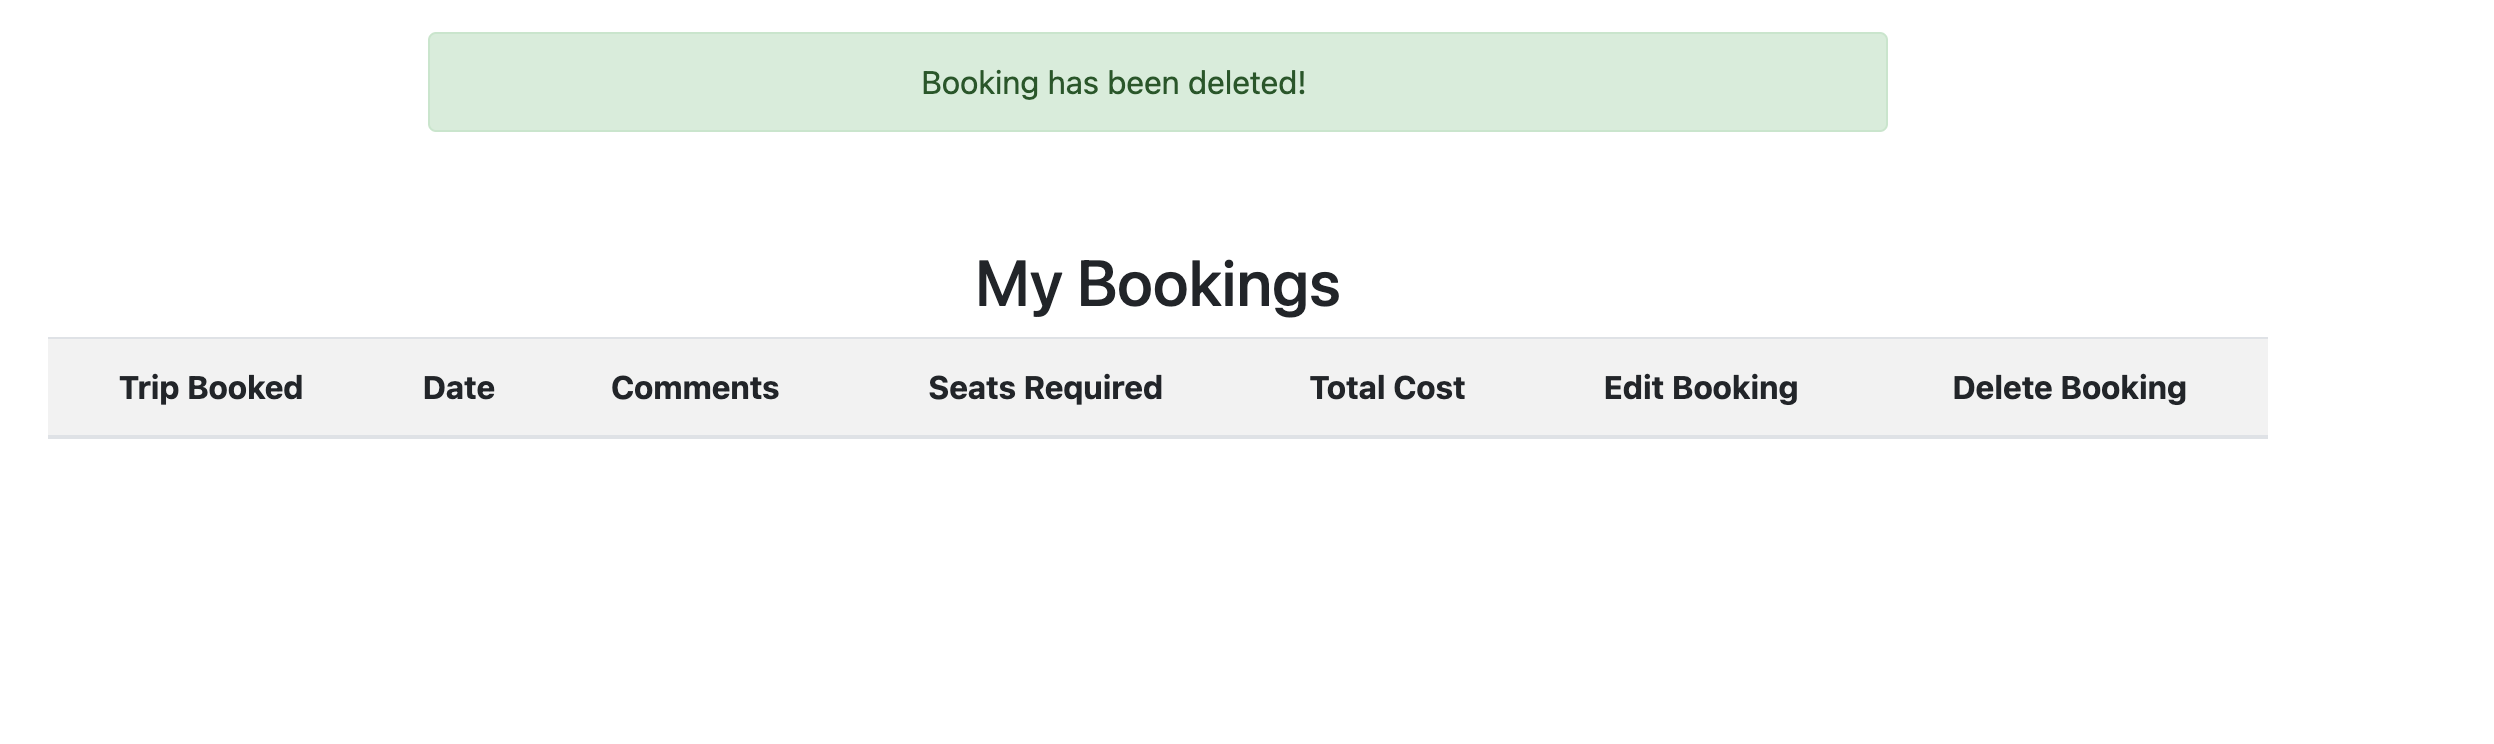 Booking has been deleted!
My Bookings
Trip Booked Date Comments Seats Required Total Cost Edit Booking Delete Booking